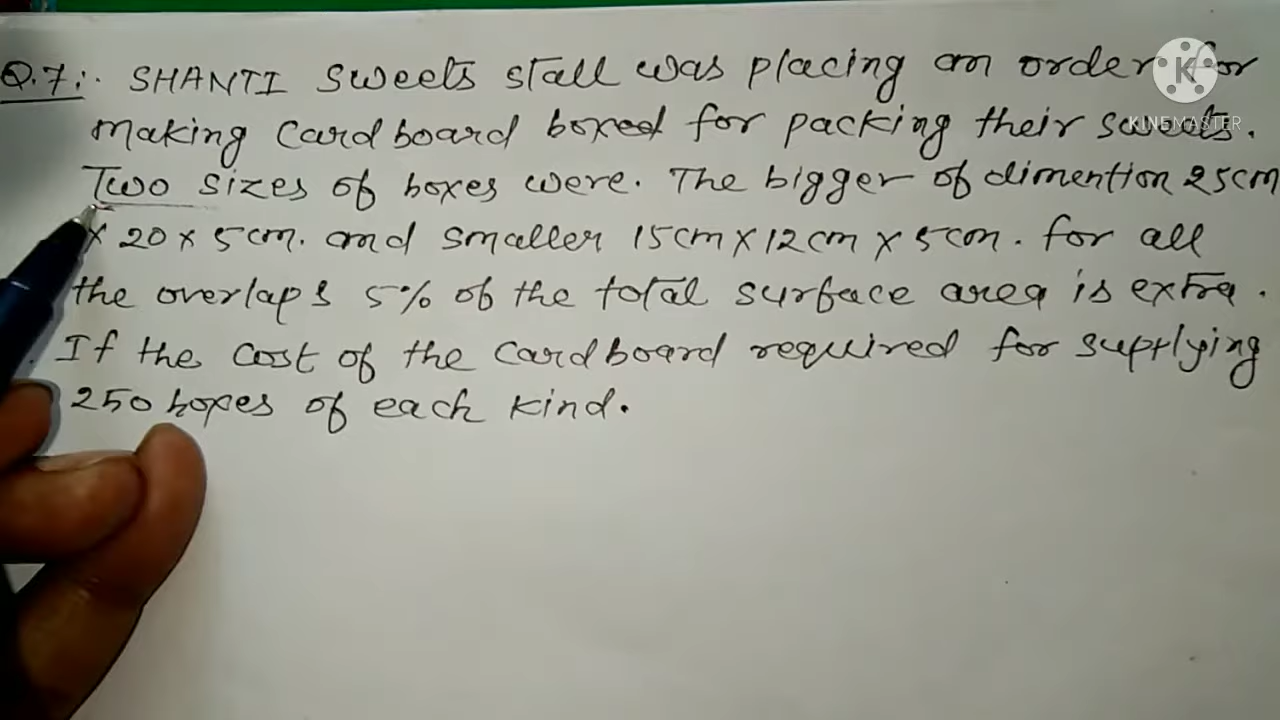 Q.7:. SHANTI Sweets stall was placing an order for
making cardboard boxed for packing their sweets.
Two sizes of boxes were. The bigger of dimention 25cm
x 20 x 5cm. and smaller 15cm x 12cm x 5cm. for all
the overlaps 5% of the total surface area is extra.
. If the cost of the cardboard required for supplying
250 boxes of each kind.
K
KINEMASTER